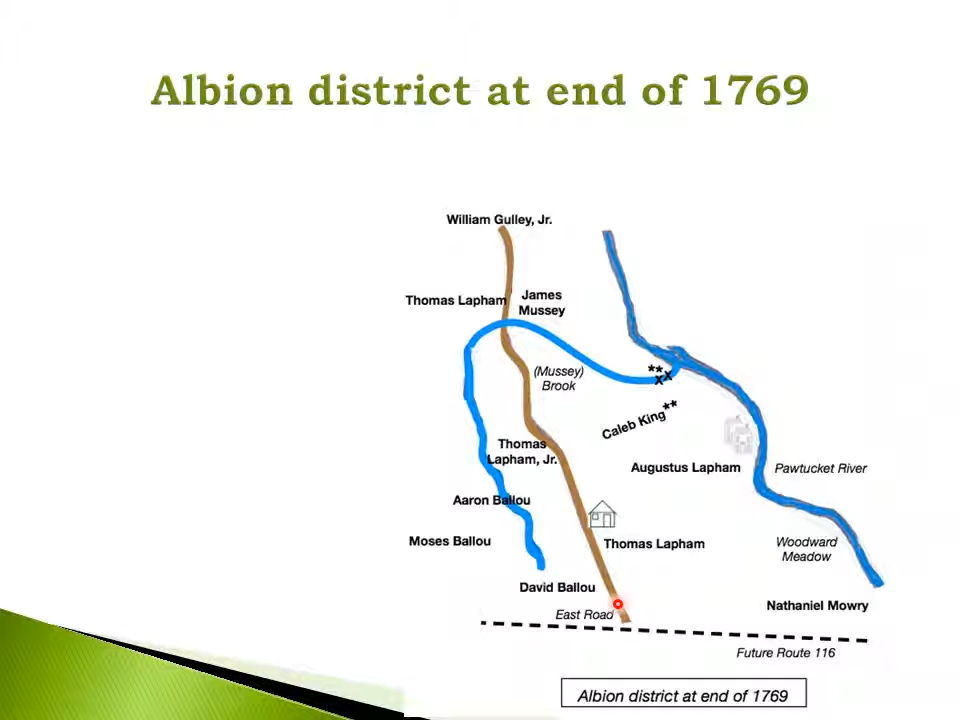 Albion district at end of 1769
William Gulley, Jr.
Thomas Lapham
James
Mussey
(Mussey)
Brook
**
xx
Caleb King**
Thomas
Lapham, Jr.
Augustus Lapham
Pawtucket River
Aaron Ballou
Moses Ballou
Thomas Lapham
Woodward
Meadow
David Ballou
Nathaniel Mowry
East Road
Future Route 116
Albion district at end of 1769